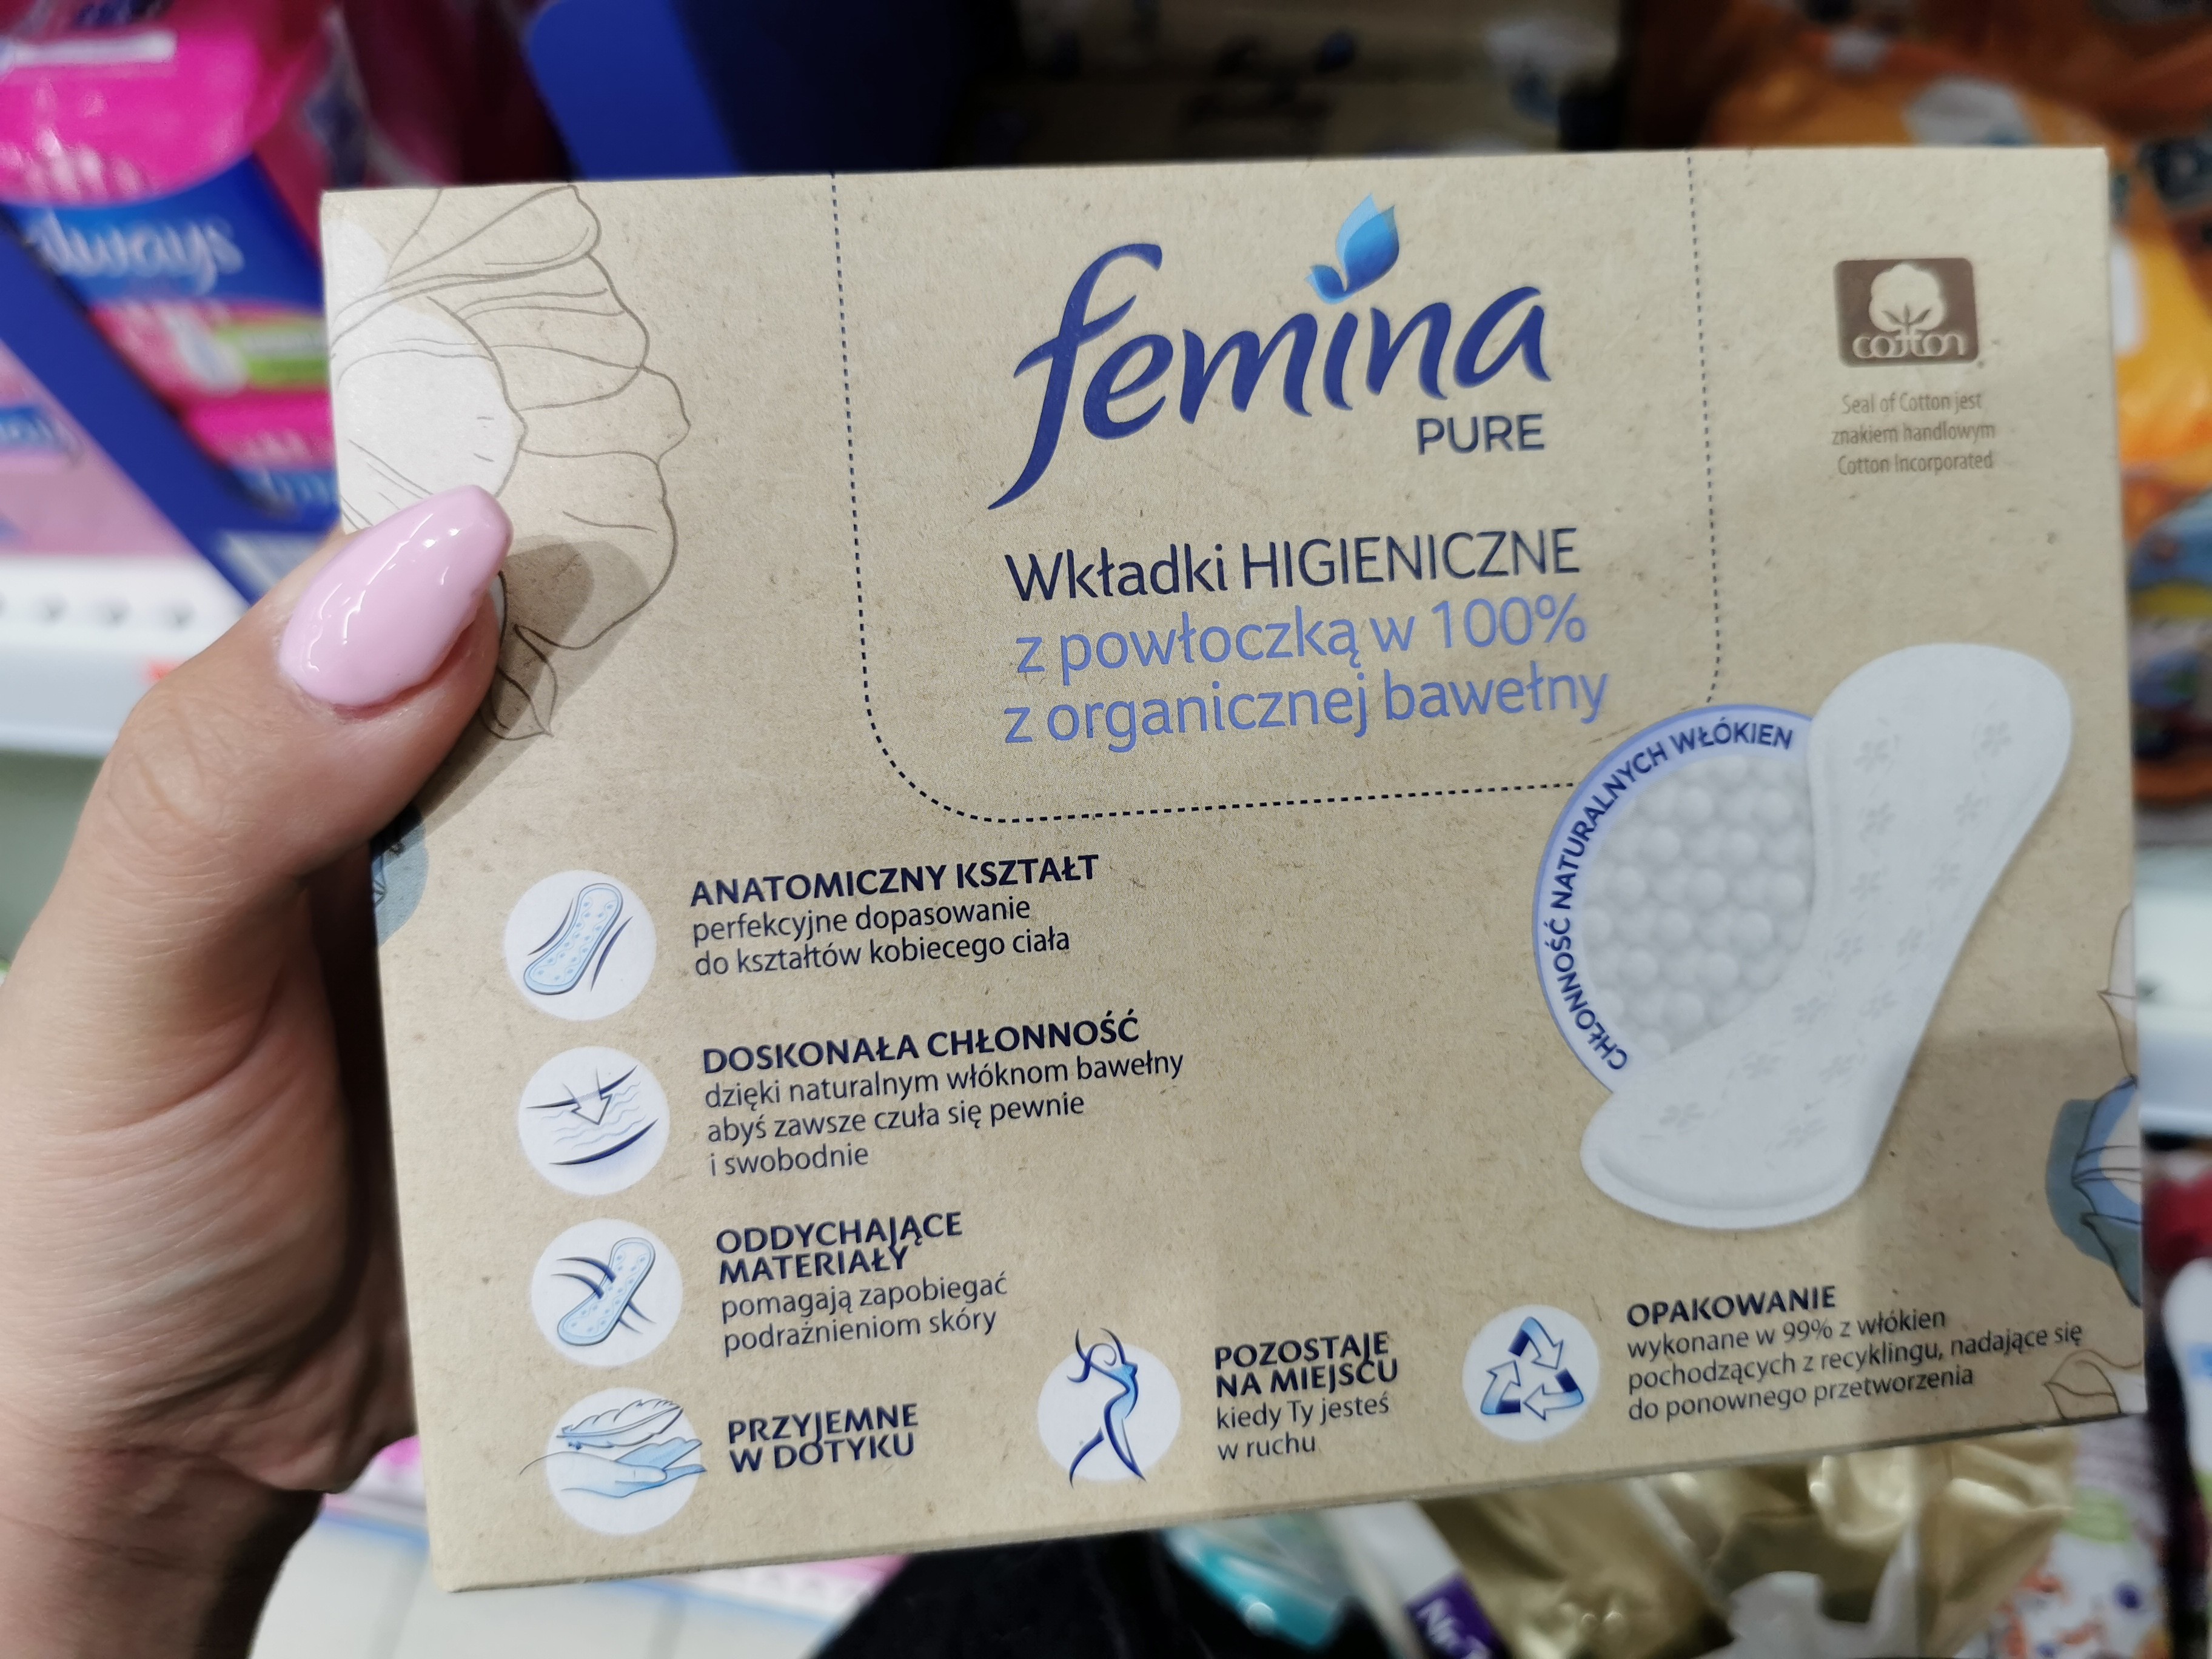 always
femina
PURE
cotton
Seal of Cotton jest
znakiem handlowym
Cotton Incorporated
Wkładki HIGIENICZNE
z powłoczką w 100%
z organicznej bawełny
CHŁONNOŚĆ NATURALNYCH WŁÓKIEN
ANATOMICZNY KSZTAŁT
perfekcyjne dopasowanie
do kształtów kobiecego ciała
DOSKONAŁA CHŁONNOŚĆ
dzięki naturalnym włóknom bawełny
abyś zawsze czuła się pewnie
i swobodnie
ODDYCHAJĄCE
MATERIAŁY
pomagają zapobiegać
podrażnieniom skóry
PRZYJEMNE
W DOTYKU
POZOSTAJE
NA MIEJSCU
kiedy Ty jesteś
w ruchu
OPAKOWANIE
wykonane w 99% z włókien
pochodzących z recyklingu, nadające się
do ponownego przetworzenia